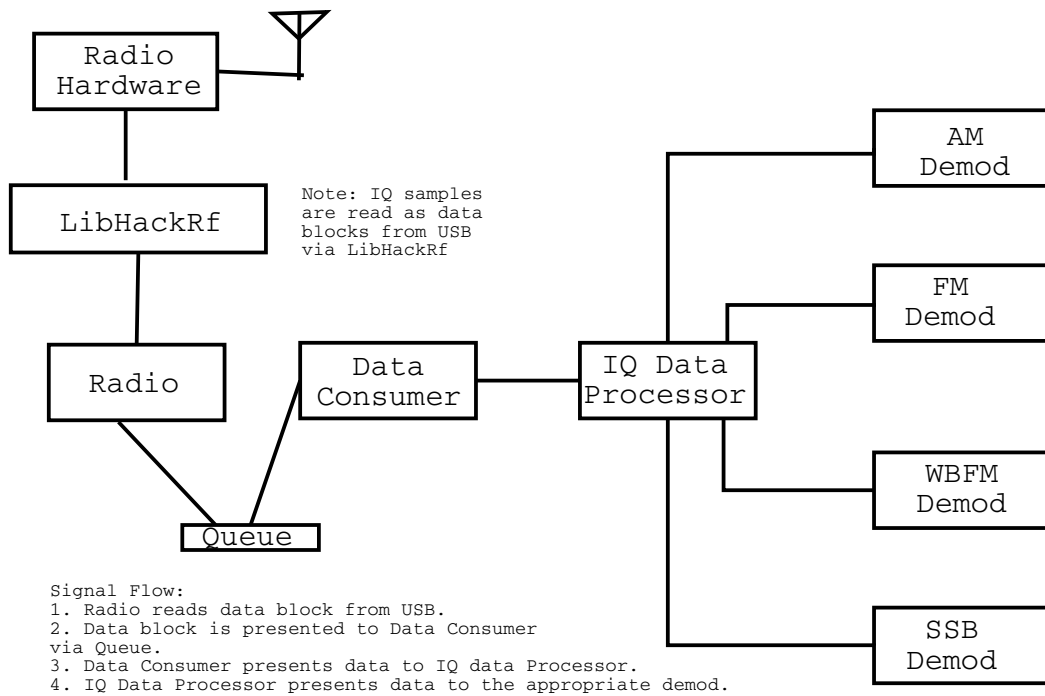 Radio
Hardware
LibHackRf
Note: IQ samples
are read as data
blocks from USB
via LibHackRf
Radio
Queue
Data
Consumer
IQ Data
Processor
AM
Demod
FM
Demod
WBFM
Demod
SSB
Demod
Signal Flow:
1. Radio reads data block from USB.
2. Data block is presented to Data Consumer
via Queue.
3. Data Consumer presents data to IQ data Processor.
4. IQ Data Processor presents data to the appropriate demod.